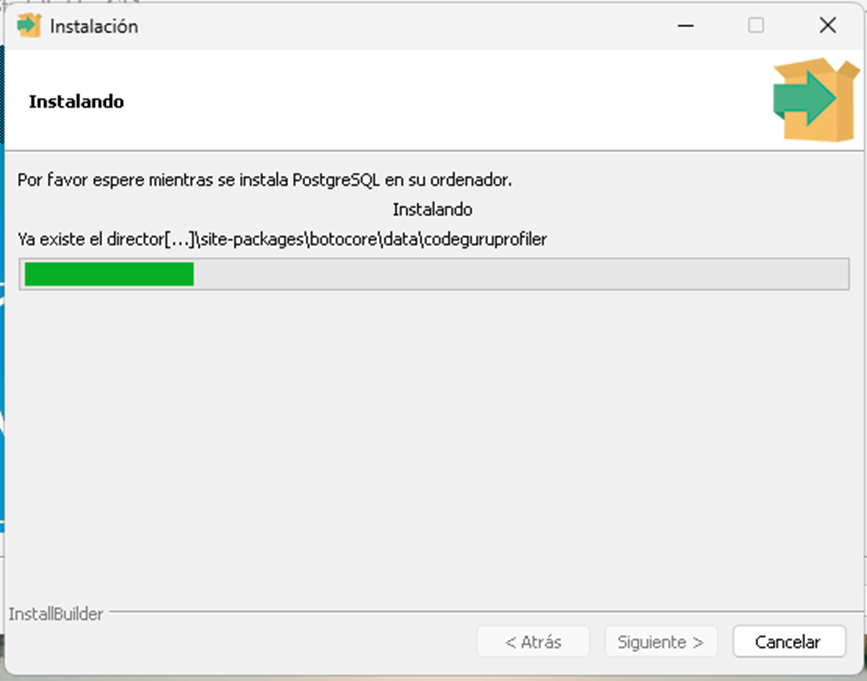 Instalación
Instalando
Por favor espere mientras se instala PostgreSQL en su ordenador.
Instalando
Ya existe el director[...]\site-packages\botocore\data\codeguruprofiler
InstallBuilder
< Atrás
Siguiente >
Cancelar